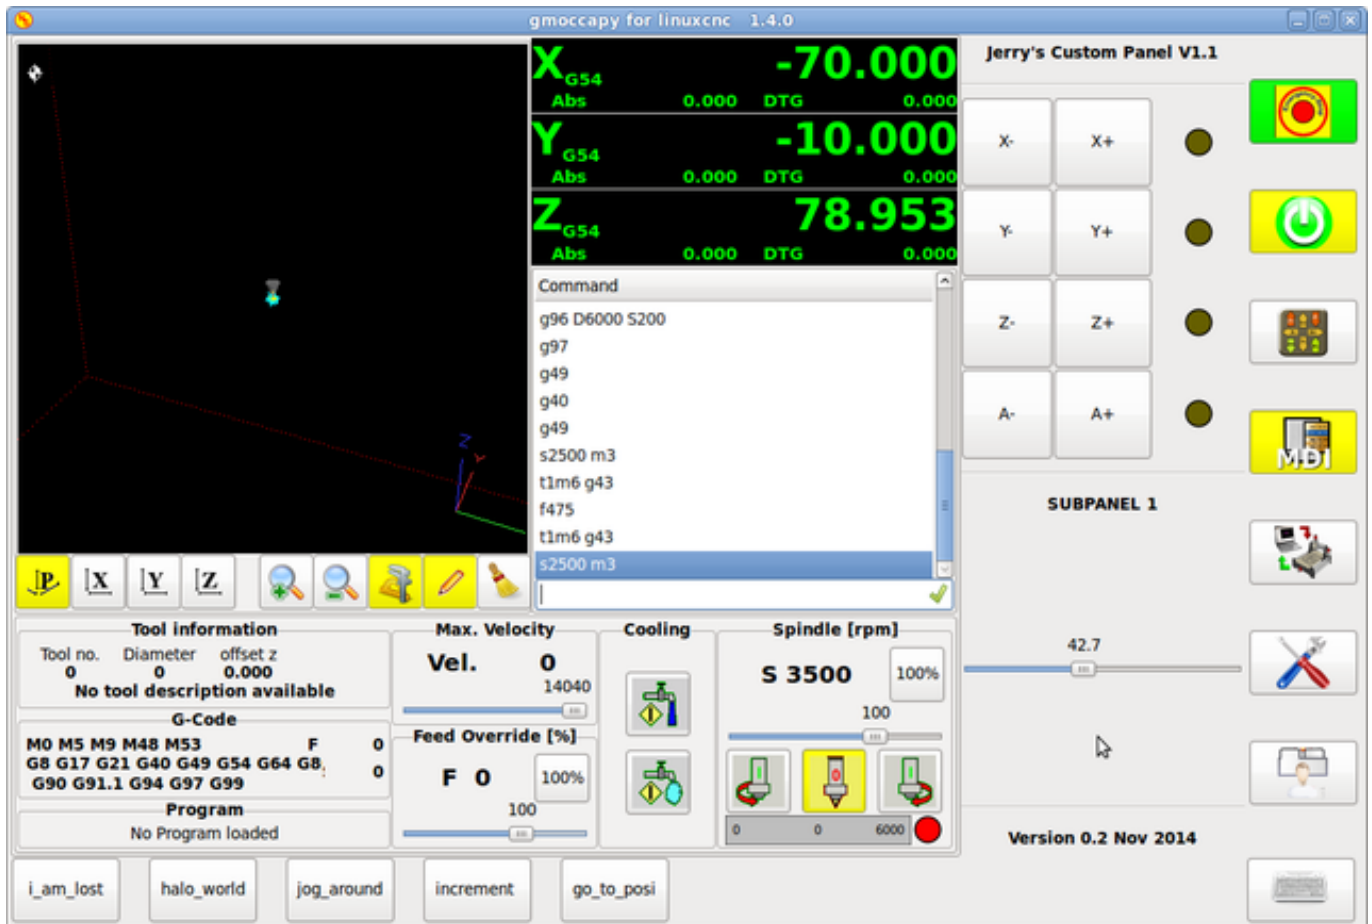 gmoccapy for linuxcnc 1.4.0
X G54 -70.000
Abs 0.000 DTG 0.000
Y G54 -10.000
Abs 0.000 DTG 0.000
Z G54 78.953
Abs 0.000 DTG 0.000
Command
g96 D6000 S200
g97
g49
g40
g49
s2500 m3
t1m6 g43
f475
t1m6 g43
s2500 m3
Z
Y
P X Y Z
Tool information
Tool no. Diameter offset z
0 0 0.000
No tool description available
G-Code
M0 M5 M9 M48 M53 F 0
G8 G17 G21 G40 G49 G54 G64 G8 0
G90 G91.1 G94 G97 G99
Program
No Program loaded
Max. Velocity
Vel. 0
14040
Feed Override [%]
F 0 100%
100
Cooling
Spindle [rpm]
S 3500 100%
100
0 0 6000
Jerry's Custom Panel V1.1
X- X+
Y- Y+
Z- Z+
A- A+
SUBPANEL 1
42.7
Version 0.2 Nov 2014
MDI
i_am_lost halo_world jog_around increment go_to_posi